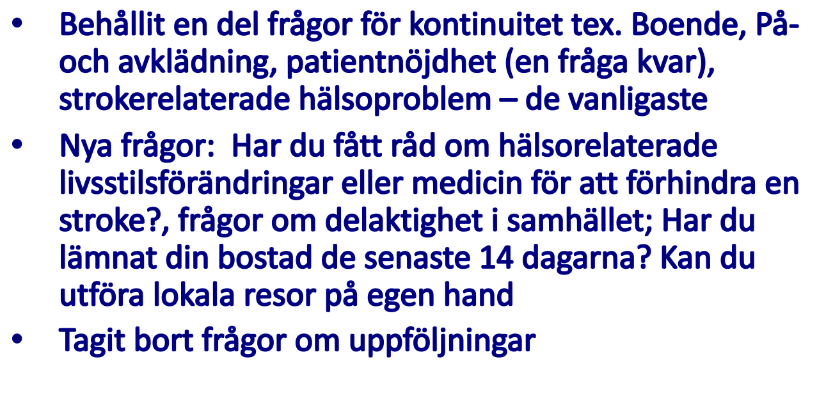 • Behållit en del frågor för kontinuitet tex. Boende, På-
och avklädning, patientnöjdhet (en fråga kvar),
strokerelaterade hälsoproblem – de vanligaste
• Nya frågor:  Har du fått råd om hälsorelaterade
livsstilsförändringar eller medicin för att förhindra en
stroke?, frågor om delaktighet i samhället; Har du
lämnat din bostad de senaste 14 dagarna? Kan du
utföra lokala resor på egen hand
• Tagit bort frågor om uppföljningar